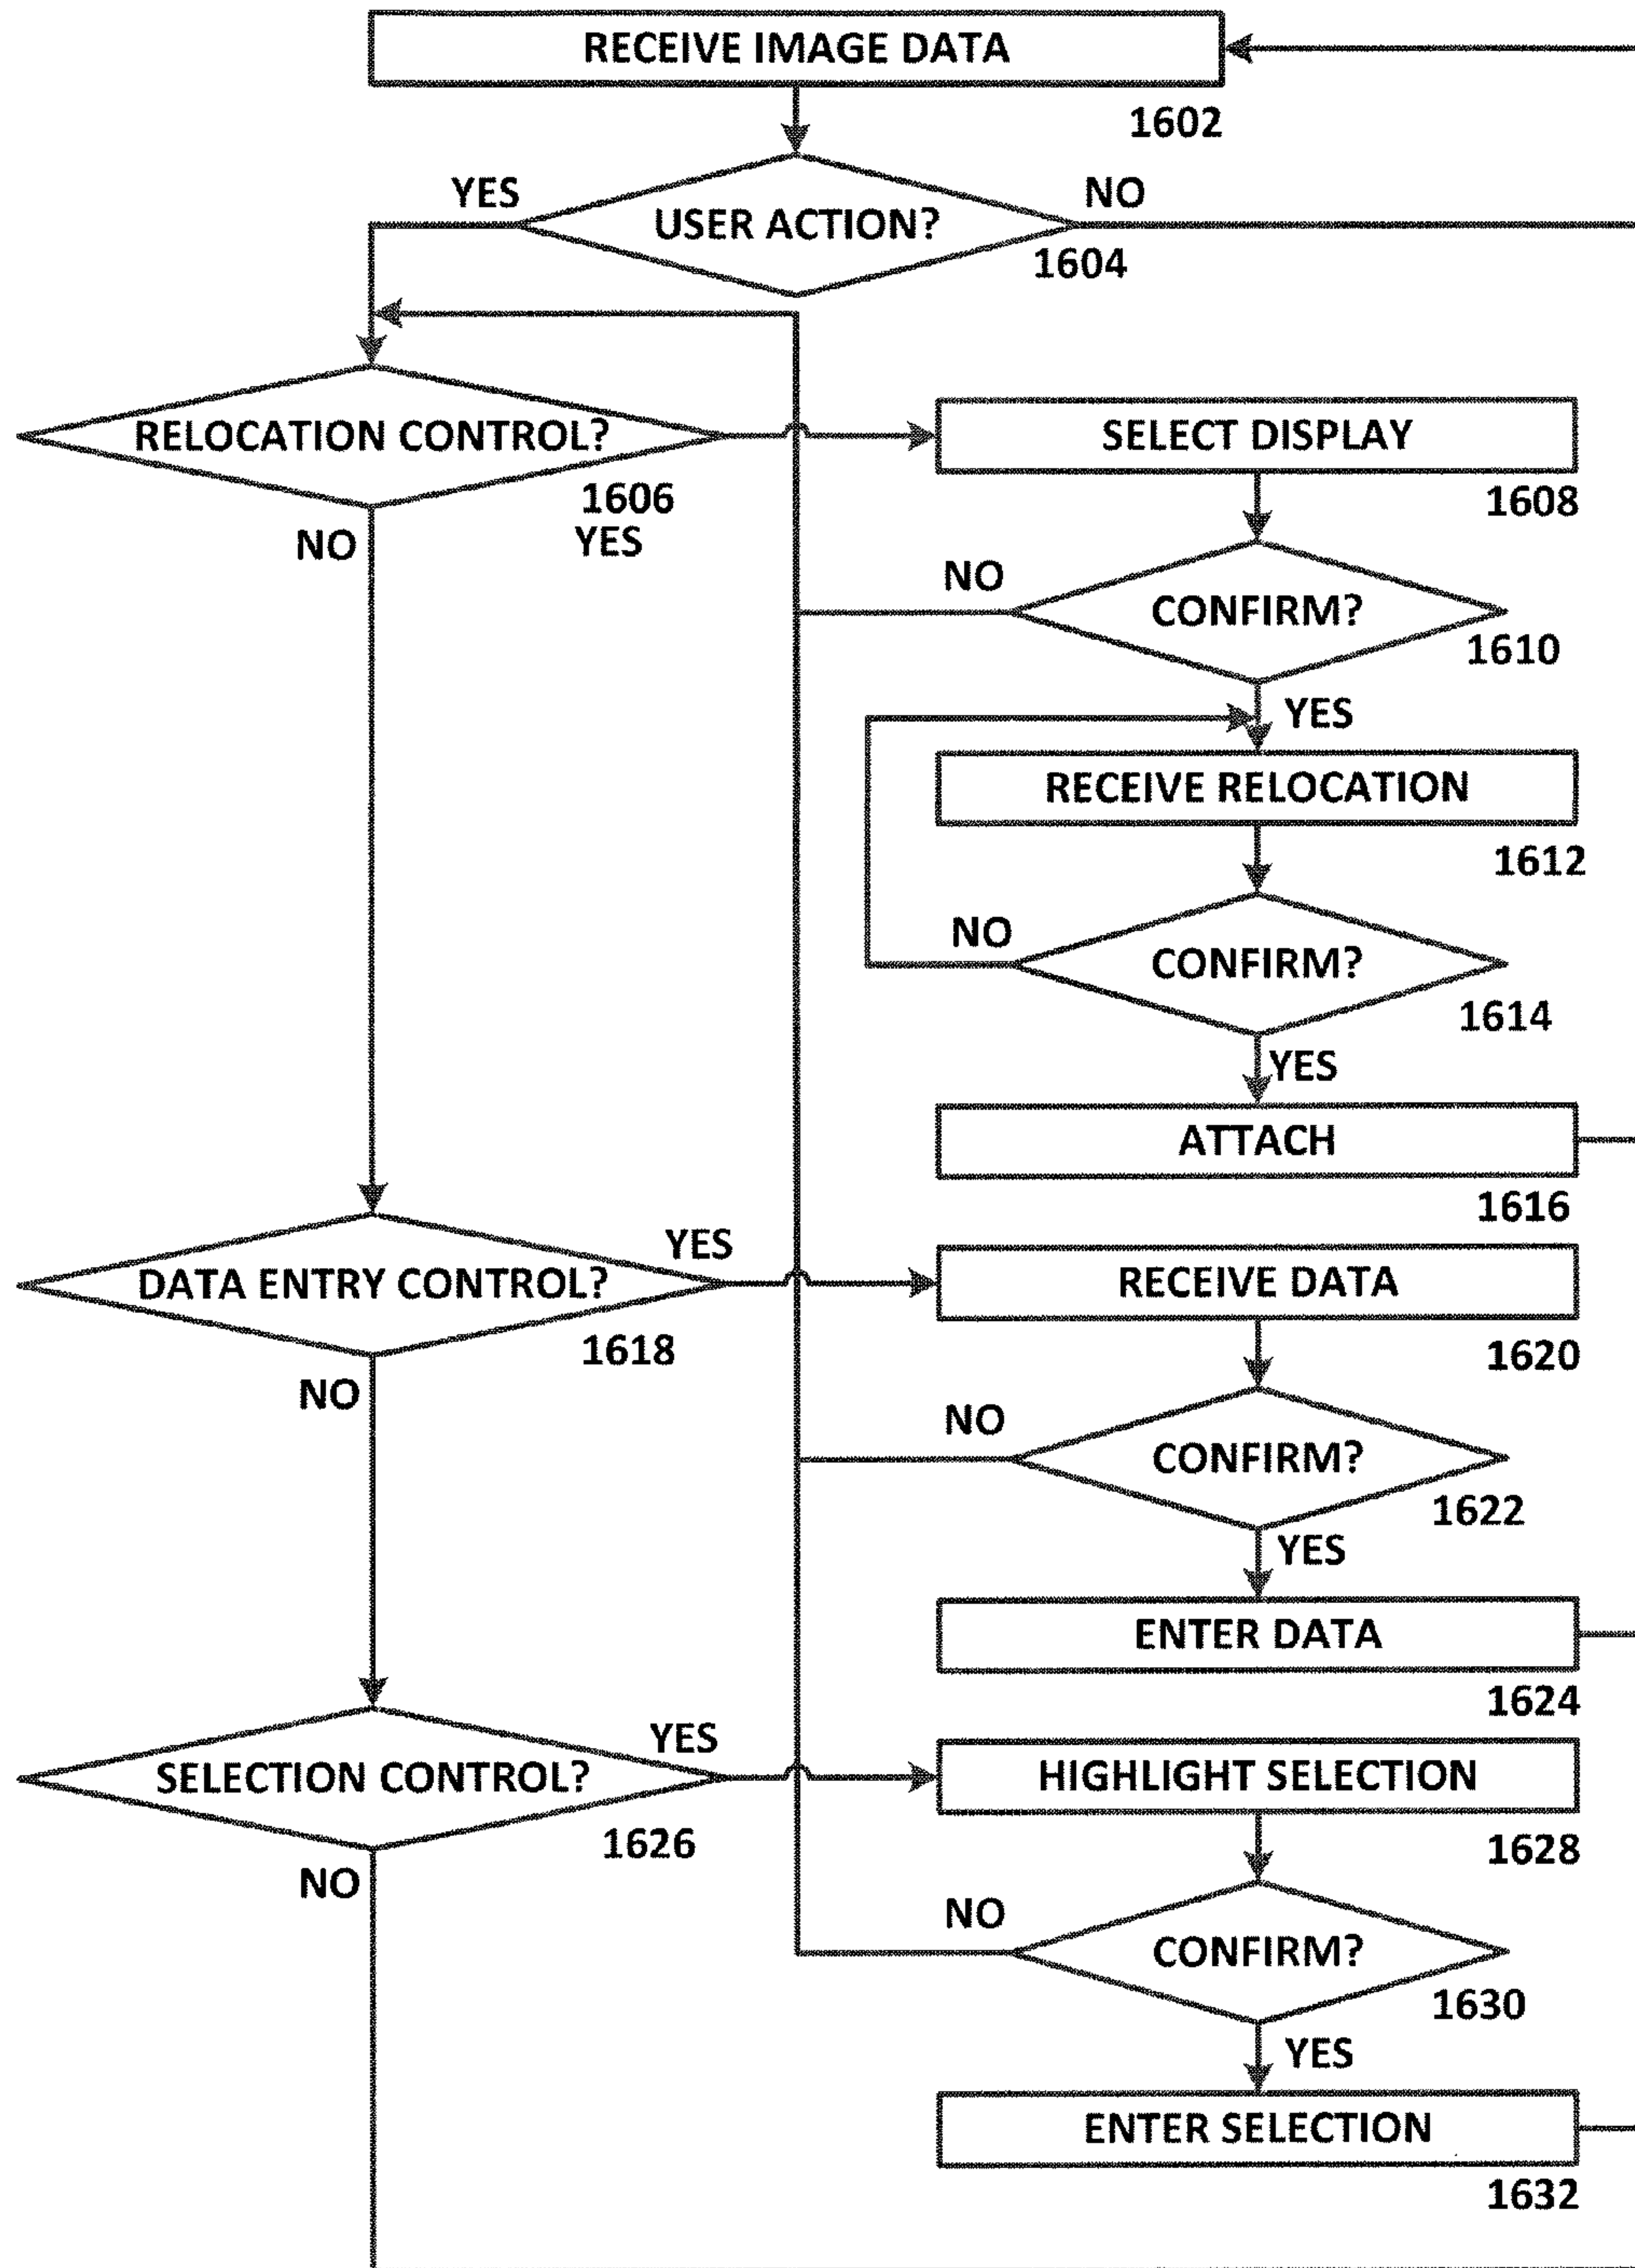 RECEIVE IMAGE DATA
1602
YES
NO
USER ACTION?
1604
RELOCATION CONTROL?
1606
YES
NO
SELECT DISPLAY
1608
NO
CONFIRM?
1610
YES
RECEIVE RELOCATION
1612
NO
CONFIRM?
1614
YES
ATTACH
1616
DATA ENTRY CONTROL?
1618
YES
NO
RECEIVE DATA
1620
NO
CONFIRM?
1622
YES
ENTER DATA
1624
SELECTION CONTROL?
1626
YES
NO
HIGHLIGHT SELECTION
1628
NO
CONFIRM?
1630
YES
ENTER SELECTION
1632